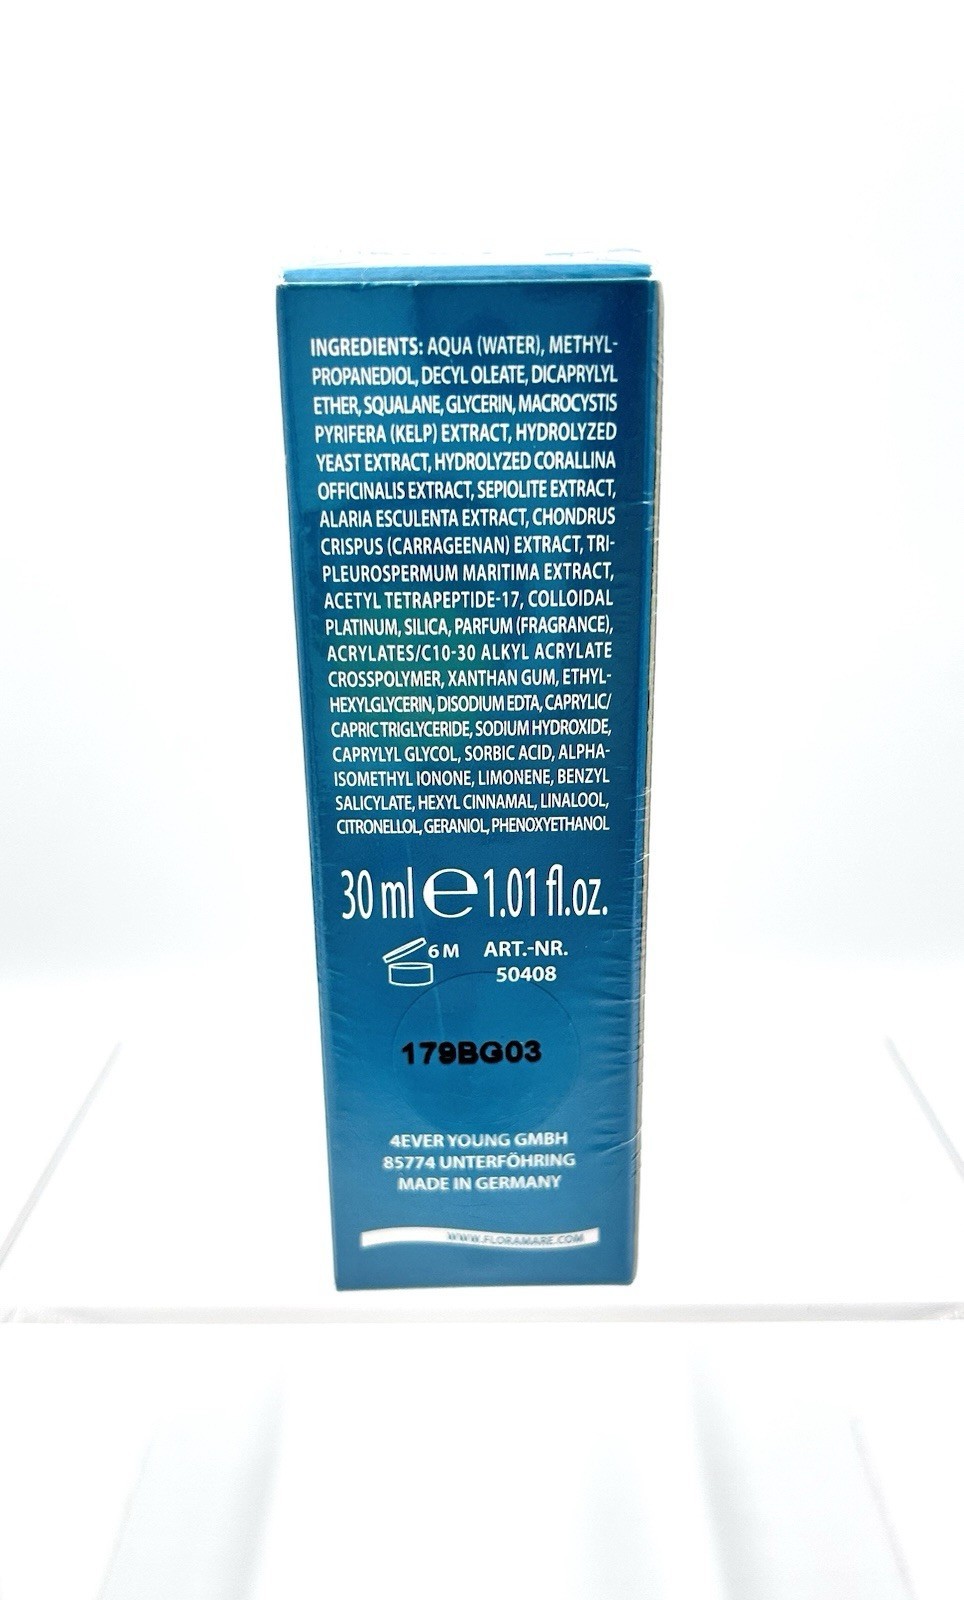 INGREDIENTS: AQUA (WATER), METHYL-
PROPANEDIOL, DECYL OLEATE, DICAPRYLYL
ETHER, SQUALANE, GLYCERIN, MACROCYSTIS
PYRIFERA (KELP) EXTRACT, HYDROLYZED
YEAST EXTRACT, HYDROLYZED CORALLINA
OFFICINALIS EXTRACT, SEPIOLITE EXTRACT,
ALARIA ESCULENTA EXTRACT, CHONDRUS
CRISPUS (CARRAGEENAN) EXTRACT, TRI-
PLEUROSPERMUM MARITIMA EXTRACT,
ACETYL TETRAPEPTIDE-17, COLLOIDAL
PLATINUM, SILICA, PARFUM (FRAGRANCE),
ACRYLATES/C10-30 ALKYL ACRYLATE
CROSSPOLYMER, XANTHAN GUM, ETHYL-
HEXYLGLYCERIN, DISODIUM EDTA, CAPRYLIC/
CAPRIC TRIGLYCERIDE, SODIUM HYDROXIDE,
CAPRYLYL GLYCOL, SORBIC ACID, ALPHA-
ISOMETHYL IONONE, LIMONENE, BENZYL
SALICYLATE, HEXYL CINNAMAL, LINALOOL,
CITRONELLOL, GERANIOL, PHENOXYETHANOL
30 ml ℮ 1.01 fl.oz.
6 M ART.-NR.
50408
179BG03
4EVER YOUNG GMBH
85774 UNTERFÖHRING
MADE IN GERMANY
WWW.FLORAMARE.COM